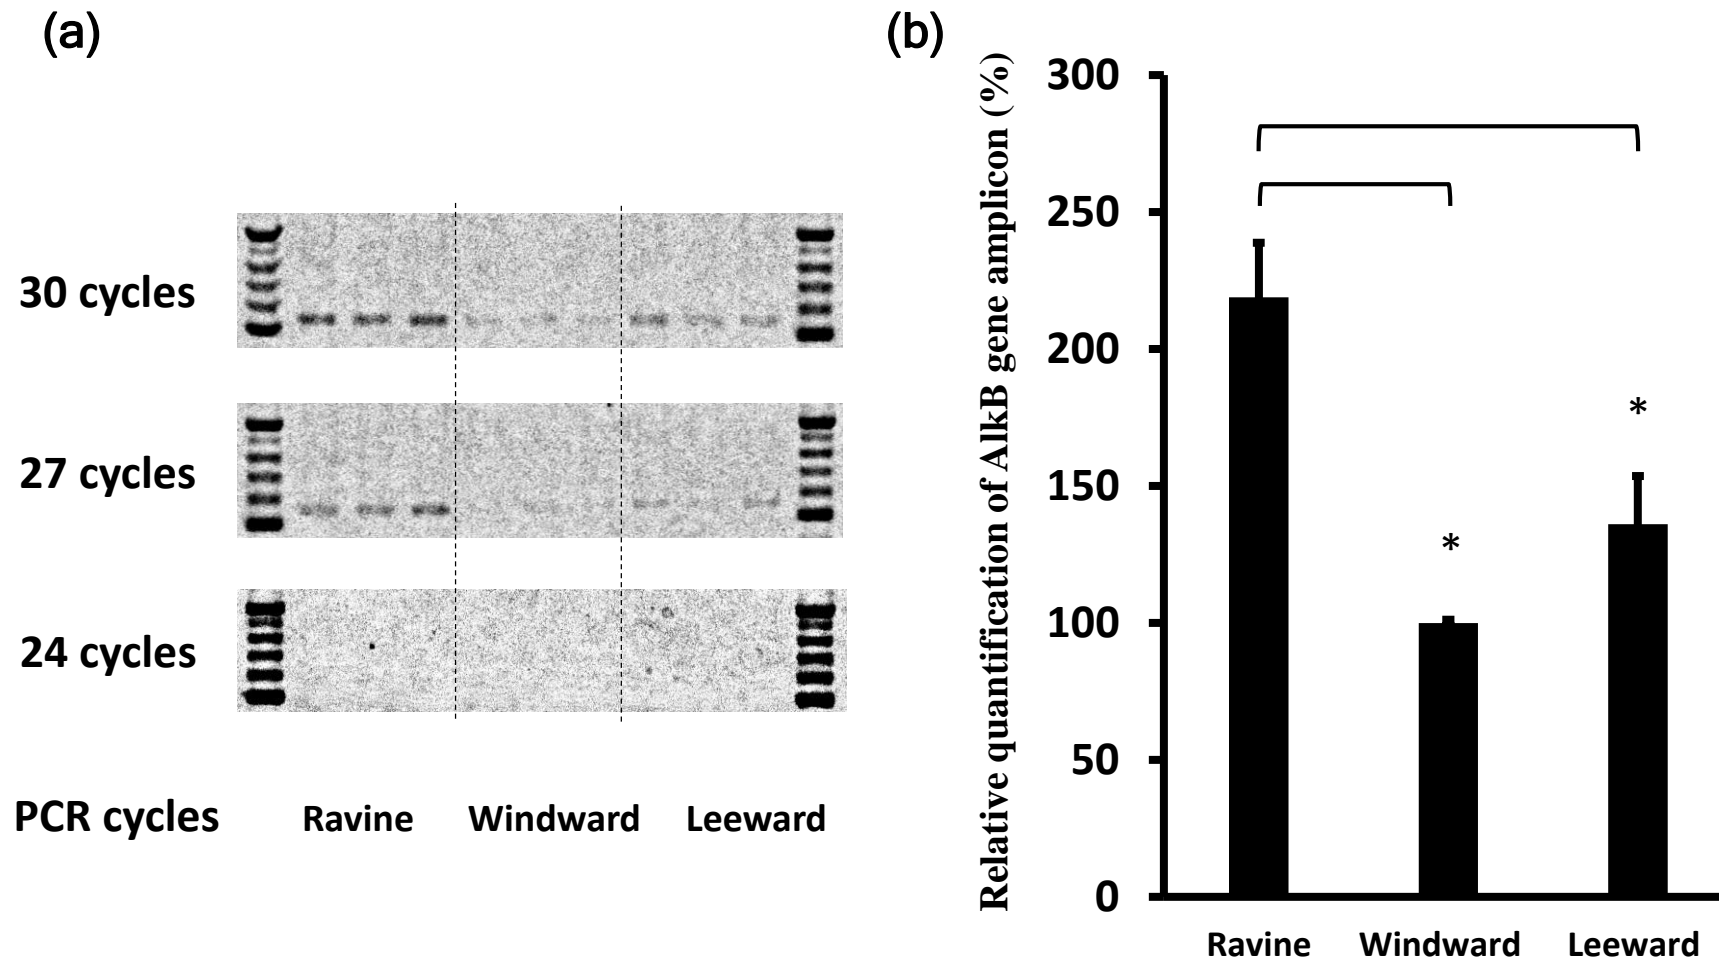 (a)
30 cycles
27 cycles
24 cycles
PCR cycles
Ravine
Windward
Leeward
(b)
Relative quantification of AlkB gene amplicon (%)
300
250
200
150
100
50
0
*
*
Ravine
Windward
Leeward